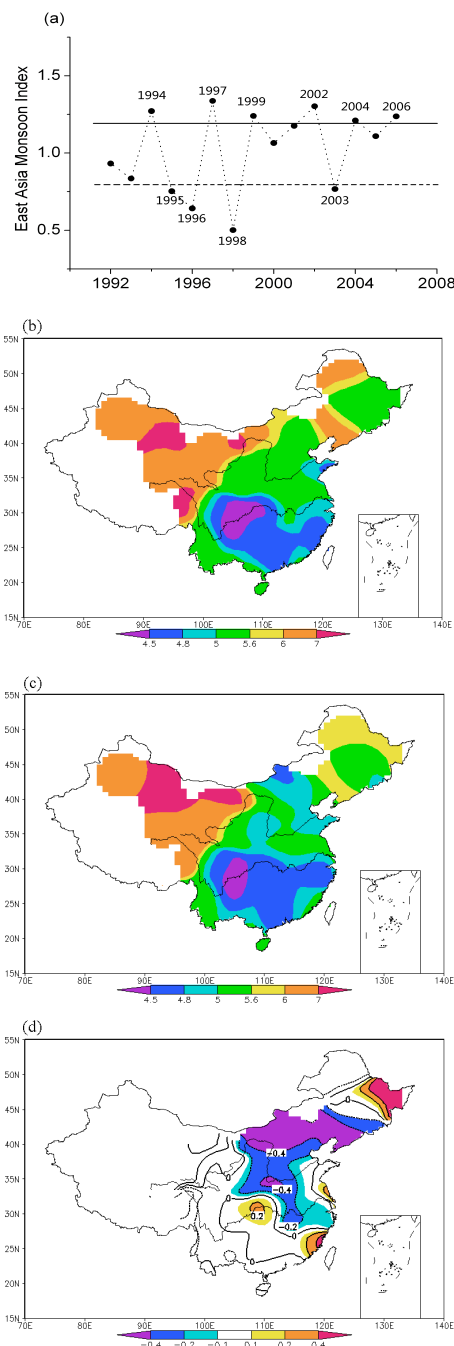 (a)
East Asia Monsoon Index
1.5
1.0
0.5
1994
1997
1999
2002
2004
2006
1995
1996
1998
2003
1992 1996 2000 2004 2008
(b)
55N
50N
45N
40N
35N
30N
25N
20N
15N
70E 80E 90E 100E 110E 120E 130E 140E
4.5 4.8 5 5.6 6 7
(c)
55N
50N
45N
40N
35N
30N
25N
20N
15N
70E 80E 90E 100E 110E 120E 130E 140E
4.5 4.8 5 5.6 6 7
(d)
55N
50N
45N
40N
35N
30N
25N
20N
15N
0
-0.4
0
-0.4
0
0.2
-0.2
0
0
70E 80E 90E 100E 110E 120E 130E 140E
-0.4 -0.2 -0.1 0.1 0.2 0.4